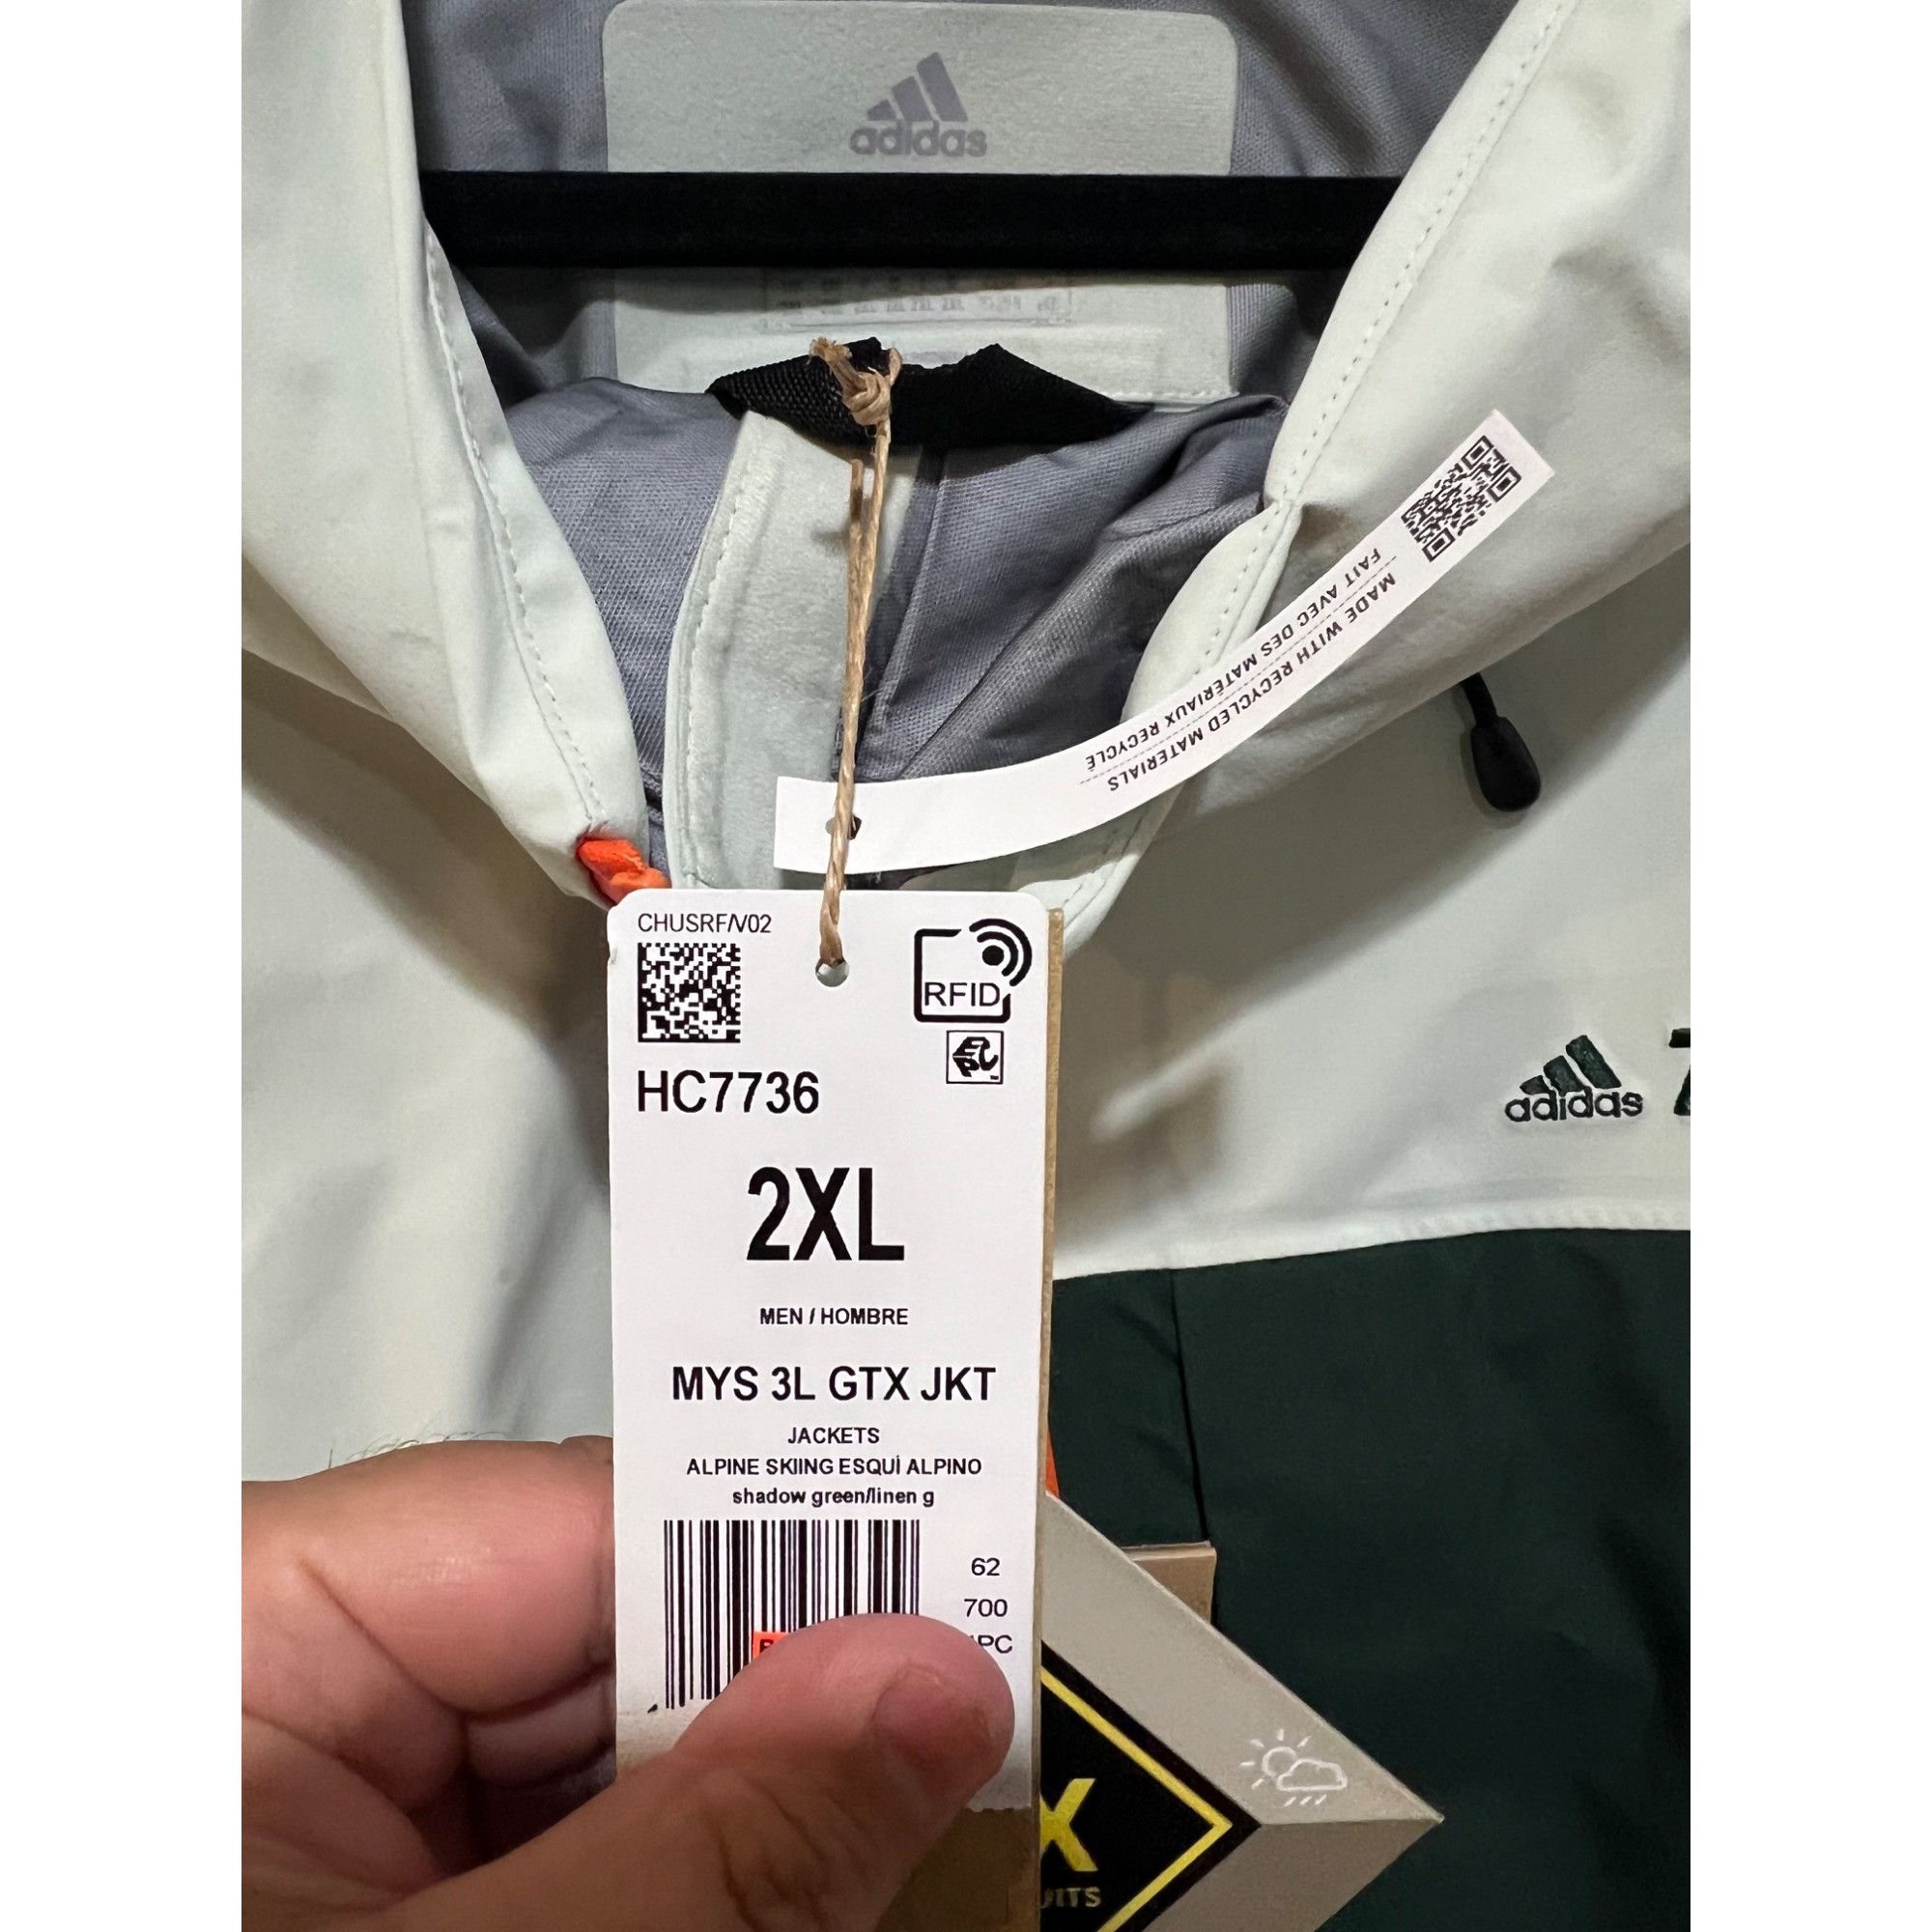 adidas
MADE WITH RECYCLED MATERIALS
FAIT AVEC DES MATÉRIAUX RECYCLÉ
adidas
CHUSRF/V02
RFID
HC7736
2XL
MEN / HOMBRE
MYS 3L GTX JKT
JACKETS
ALPINE SKIING ESQUÍ ALPINO
shadow green/linen g
62
700
PC
X